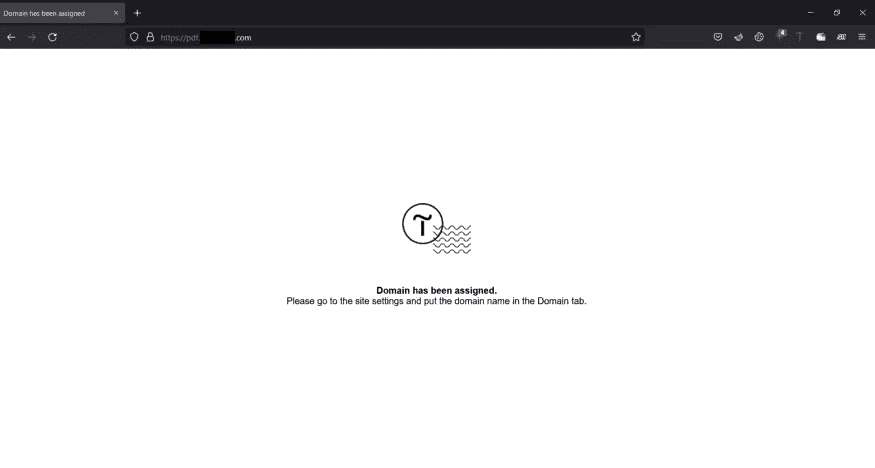 Domain has been assigned
https://pdf. .com
4
T̃
Domain has been assigned.
Please go to the site settings and put the domain name in the Domain tab.